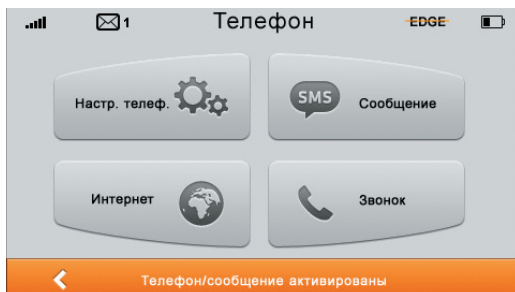 1 Телефон EDGE
Настр. телеф. SMS Сообщение
Интернет Звонок
Телефон/сообщение активированы